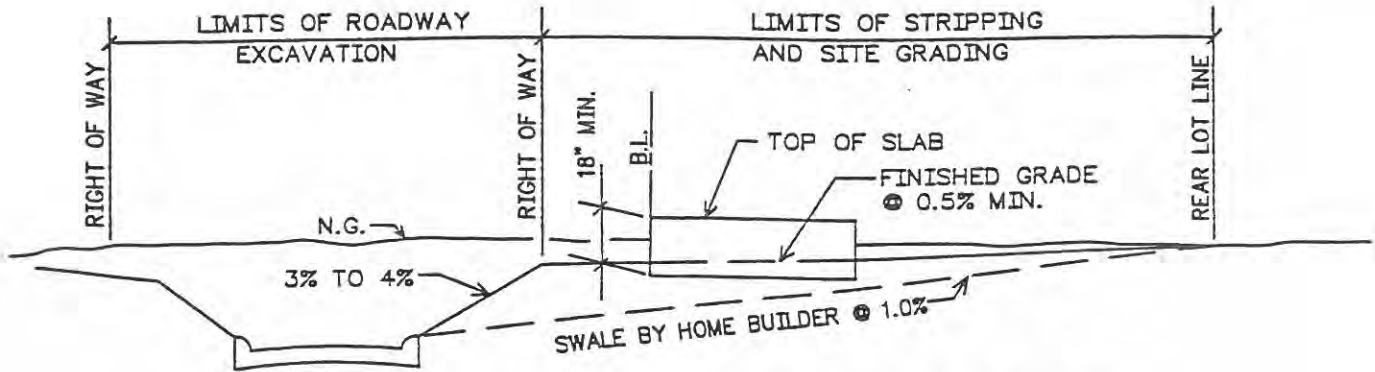 LIMITS OF ROADWAY
EXCAVATION
LIMITS OF STRIPPING
AND SITE GRADING
RIGHT OF WAY
RIGHT OF WAY
18" MIN.
B.L.
REAR LOT LINE
TOP OF SLAB
FINISHED GRADE
@ 0.5% MIN.
N.G.
3% TO 4%
SWALE BY HOME BUILDER @ 1.0%